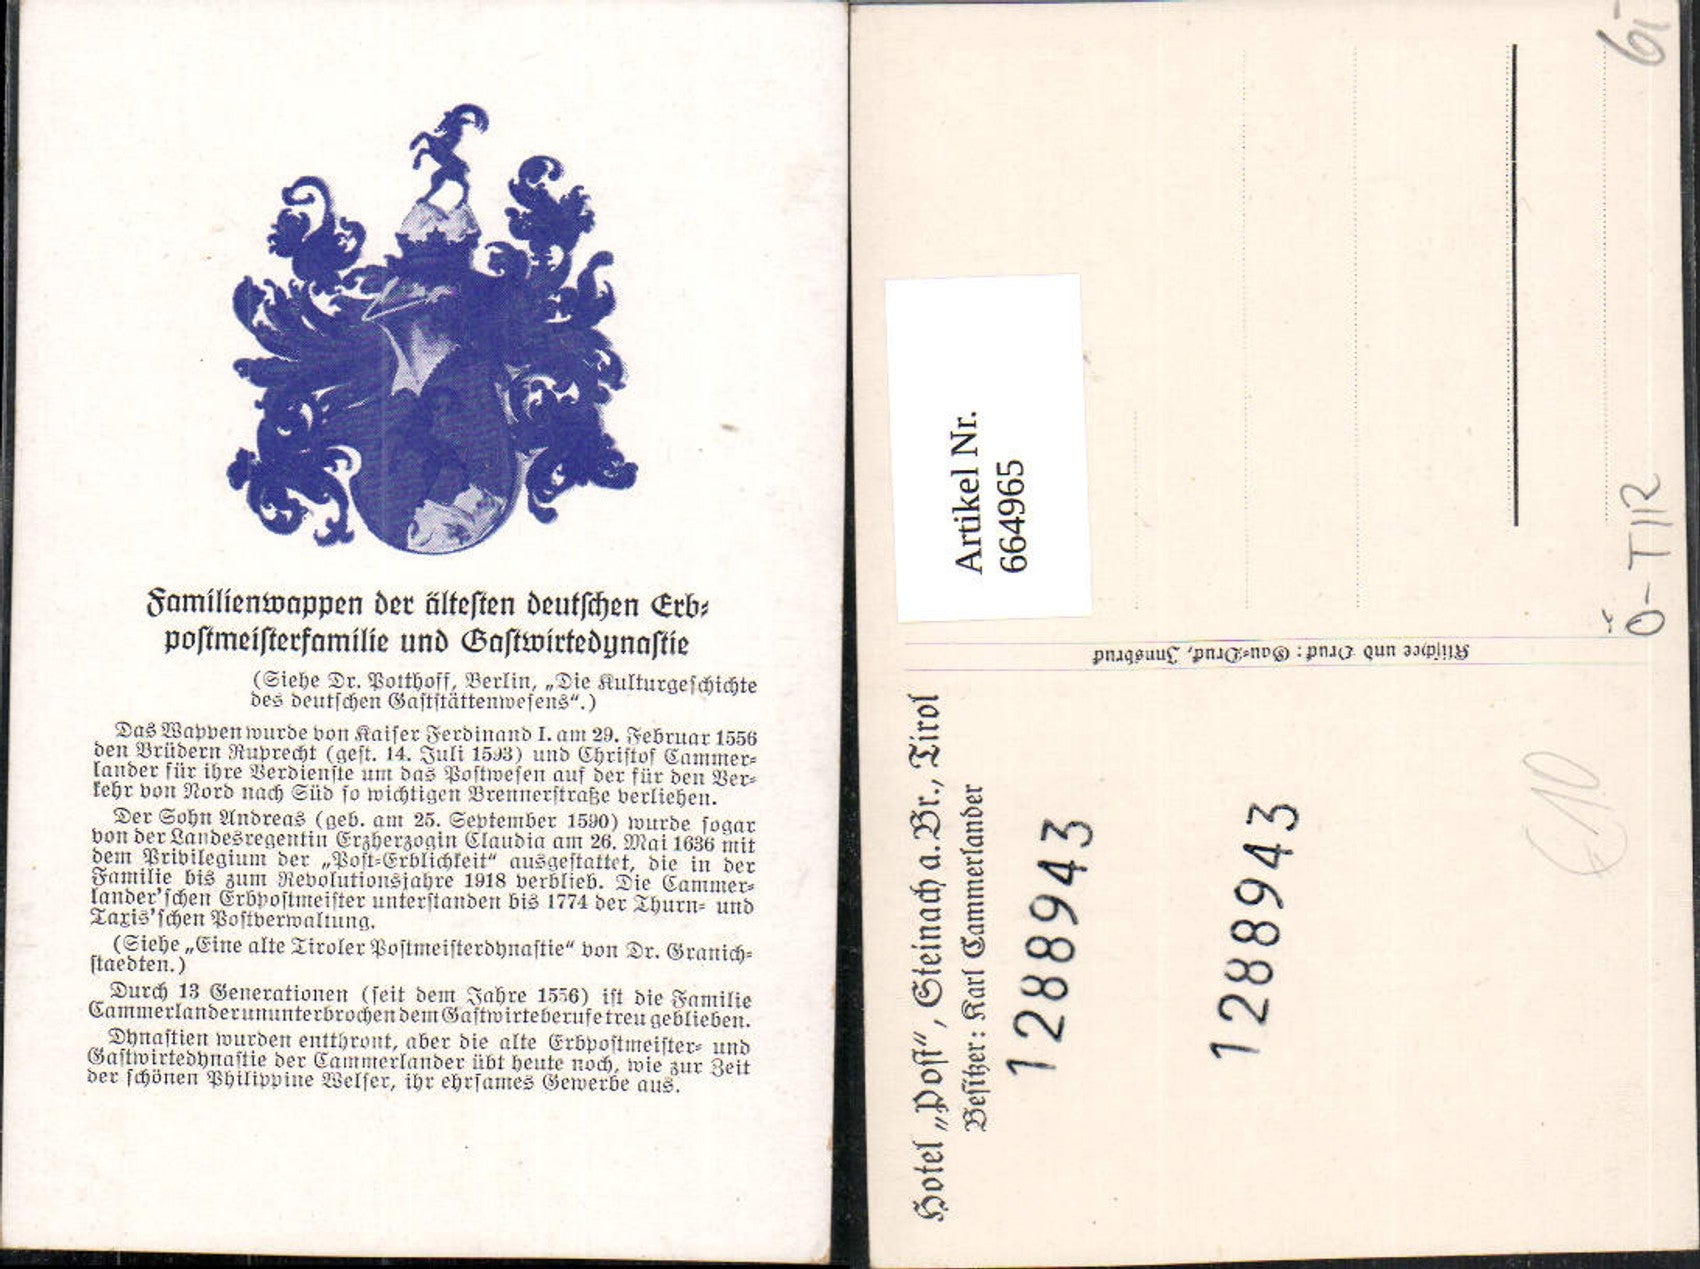 Familienwappen der ältesten deutschen Erb-
postmeisterfamilie und Gastwirtedynastie
(Siehe Dr. Potthoff, Berlin, „Die Kulturgeschichte
des deutschen Gaststättenwesens“.)
Das Wappen wurde von Kaiser Ferdinand I. am 29. Februar 1556
den Brüdern Ruprecht (gest. 14. Juli 1593) und Christof Cammer-
lander für ihre Verdienste um das Postwesen auf der für den Ver-
kehr von Nord nach Süd so wichtigen Brennerstraße verliehen.
Der Sohn Andreas (geb. am 25. September 1590) wurde sogar
von der Landesregentin Erzherzogin Claudia am 26. Mai 1636 mit
dem Privilegium der „Post-Erblichkeit“ ausgestattet, die in der
Familie bis zum Revolutionsjahre 1918 verblieb. Die Cammer-
lander'schen Erbpostmeister unterstanden bis 1774 der Thurn- und
Taxis'schen Postverwaltung.
(Siehe „Eine alte Tiroler Postmeisterdynastie“ von Dr. Granich-
staedten.)
Durch 13 Generationen (seit dem Jahre 1556) ist die Familie
Cammerlander ununterbrochen dem Gastwirteberufe treu geblieben.
Dynastien wurden entthront, aber die alte Erbpostmeister- und
Gastwirtedynastie der Cammerlander übt heute noch, wie zur Zeit
der schönen Philippine Welser, ihr ehrsames Gewerbe aus.
Hotel „Post“, Steinach a. Br., Tirol
Besitzer: Karl Cammerlander
1288943
1288943
Klischee und Druck: Gau-Druck, Innsbruck
Artikel Nr.
664965
Ö-TIR
6,-
€10